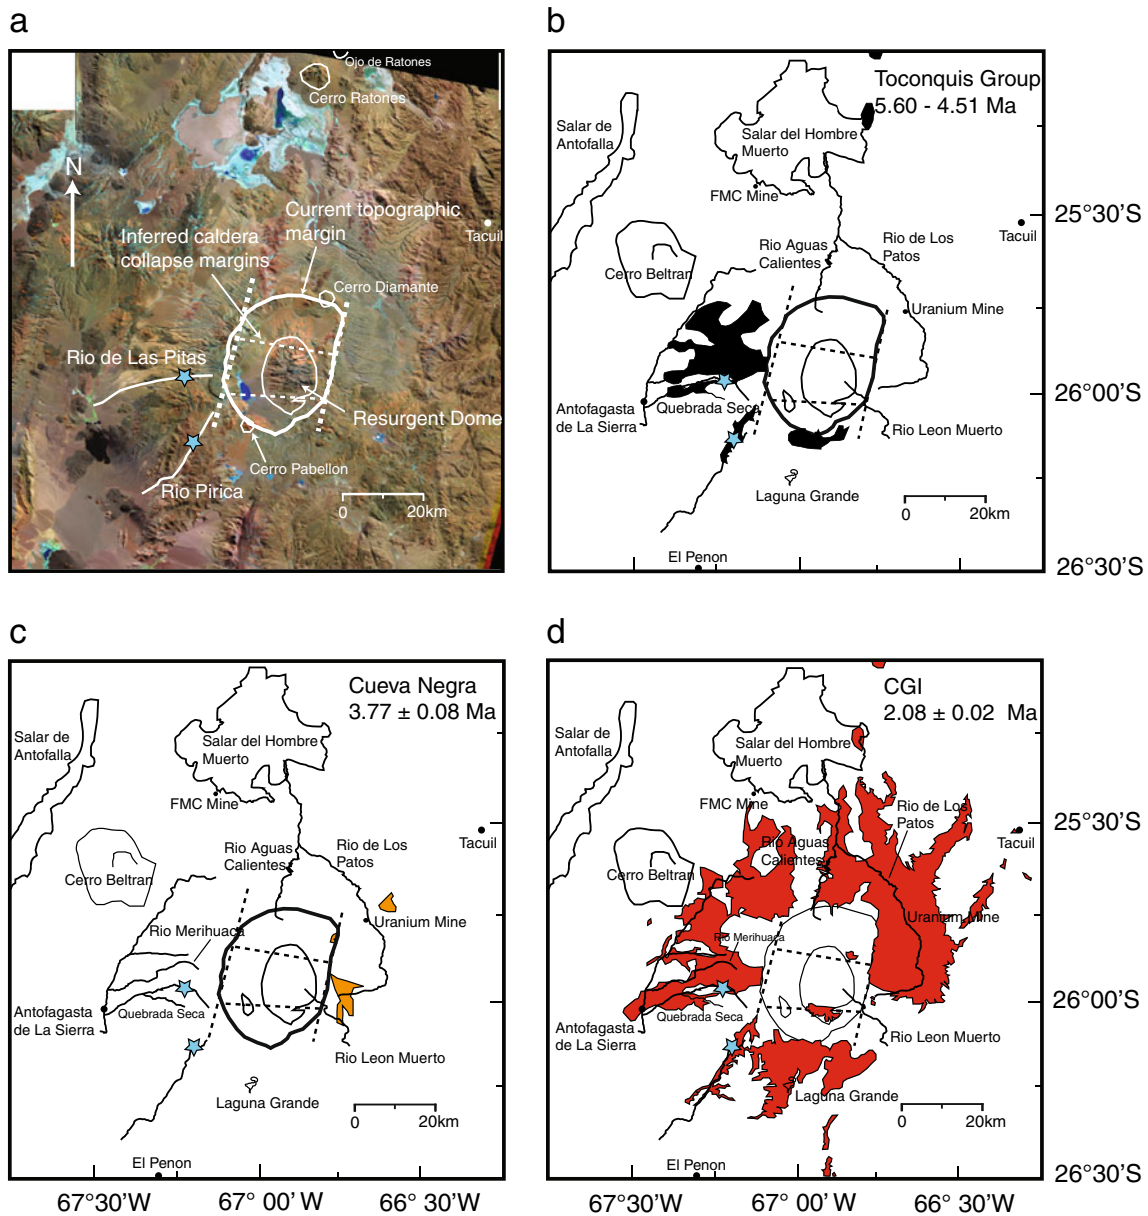 a
Ojo de Ratones
Cerro Ratones
N
Current topographic
margin
Tacuil
Inferred caldera
collapse margins
Cerro Diamante
Rio de Las Pitas
Resurgent Dome
Cerro Pabellon
Rio Pirica
0 20km
b
Toconquis Group
5.60 - 4.51 Ma
Salar de
Antofalla
Salar del Hombre
Muerto
FMC Mine
25°30'S
Tacuil
Rio Aguas
Calientes
Rio de Los
Patos
Cerro Beltran
Uranium Mine
26°00'S
Antofagasta
de La Sierra
Quebrada Seca
Rio Leon Muerto
Laguna Grande
0 20km
El Penon
26°30'S
c
Cueva Negra
3.77 ± 0.08 Ma
Salar de
Antofalla
Salar del Hombre
Muerto
FMC Mine
Tacuil
Rio Aguas
Calientes
Rio de Los
Patos
Cerro Beltran
Uranium Mine
Rio Merihuaca
Antofagasta
de La Sierra
Quebrada Seca
Rio Leon Muerto
Laguna Grande
0 20km
El Penon
67°30'W
67°00' W
66°30'W
d
CGI
2.08 ± 0.02 Ma
Salar de
Antofalla
Salar del Hombre
Muerto
FMC Mine
Rio de Los
Patos
25°30'S
Tacuil
Rio Aguas
Calientes
Cerro Beltran
Uranium Mine
Rio Merihuaca
26°00'S
Antofagasta
de La Sierra
Quebrada Seca
Rio Leon Muerto
Laguna Grande
0 20km
El Penon
26°30'S
67°30'W
67°00' W
66°30'W